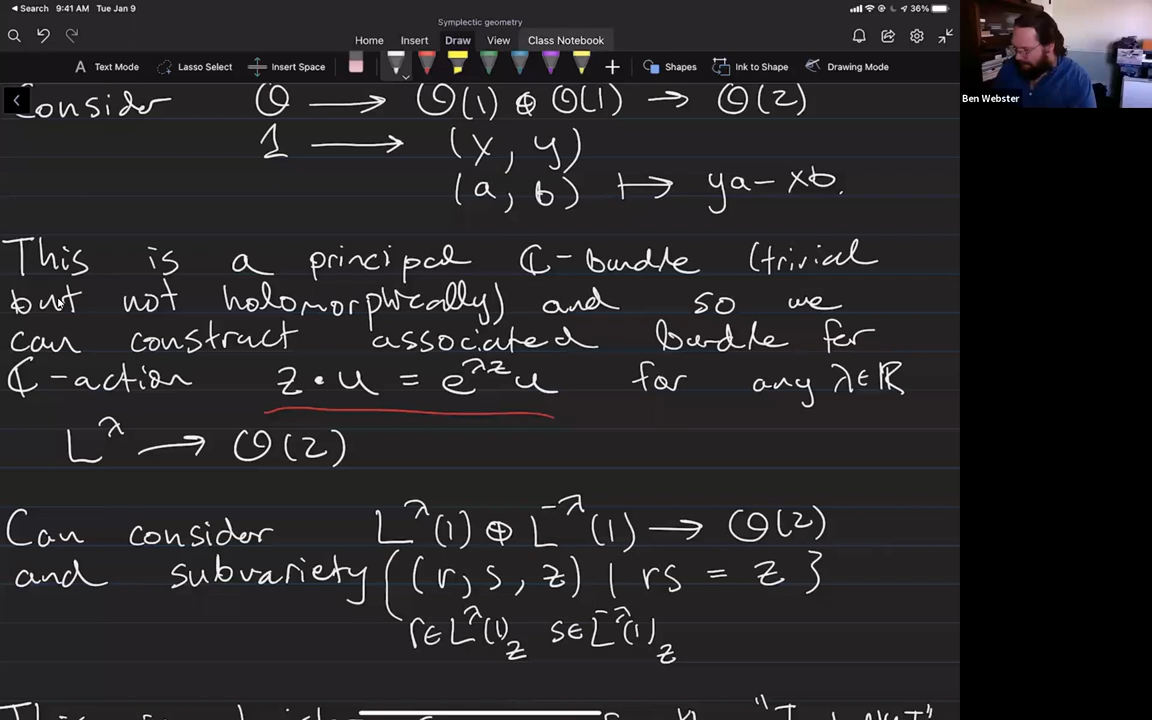 Search 9:41 AM Tue Jan 9
Symplectic geometry
36%
Home Insert Draw View Class Notebook
Text Mode Lasso Select Insert Space Shapes Ink to Shape Drawing Mode
Ben Webster
Consider 𝒪 → 𝒪(1) ⊕ 𝒪(1) → 𝒪(2)
1 → (x, y)
(a, b) ↦ ya - xb.
This is a principal ℂ-bundle (trivial
but not holomorphically) and so we
can construct associated bundle for
ℂ-action z • u = e^{λz} u for any λ∈ℝ
L^λ → 𝒪(2)
Can consider L^λ(1) ⊕ L^{-λ}(1) → 𝒪(2)
and subvariety {(r, s, z) | rs = z}
r∈L^λ(1)_z s∈L^{-λ}(1)_z
This is